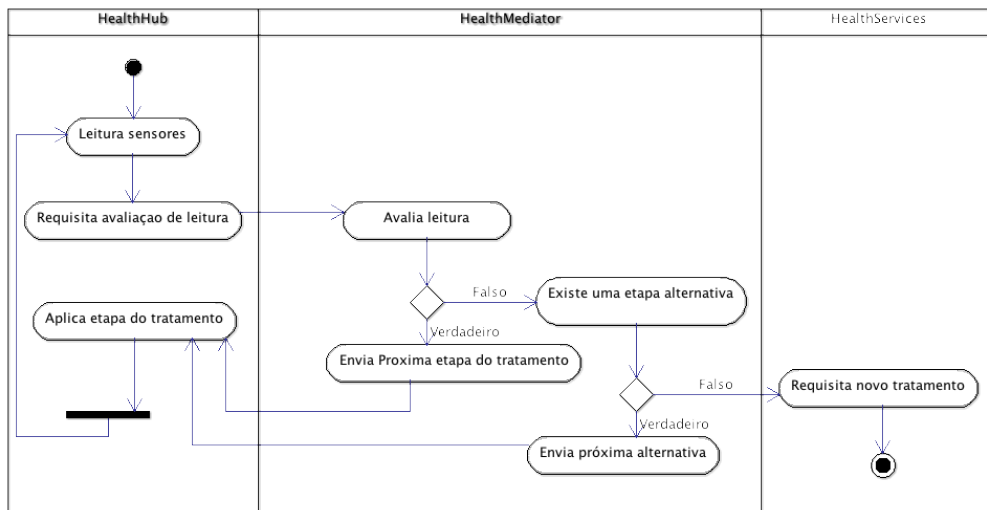 HealthHub
HealthMediator
HealthServices
Leitura sensores
Requisita avaliaçao de leitura
Avalia leitura
Falso
Existe uma etapa alternativa
Aplica etapa do tratamento
Verdadeiro
Envia Proxima etapa do tratamento
Falso
Requisita novo tratamento
Verdadeiro
Envia próxima alternativa